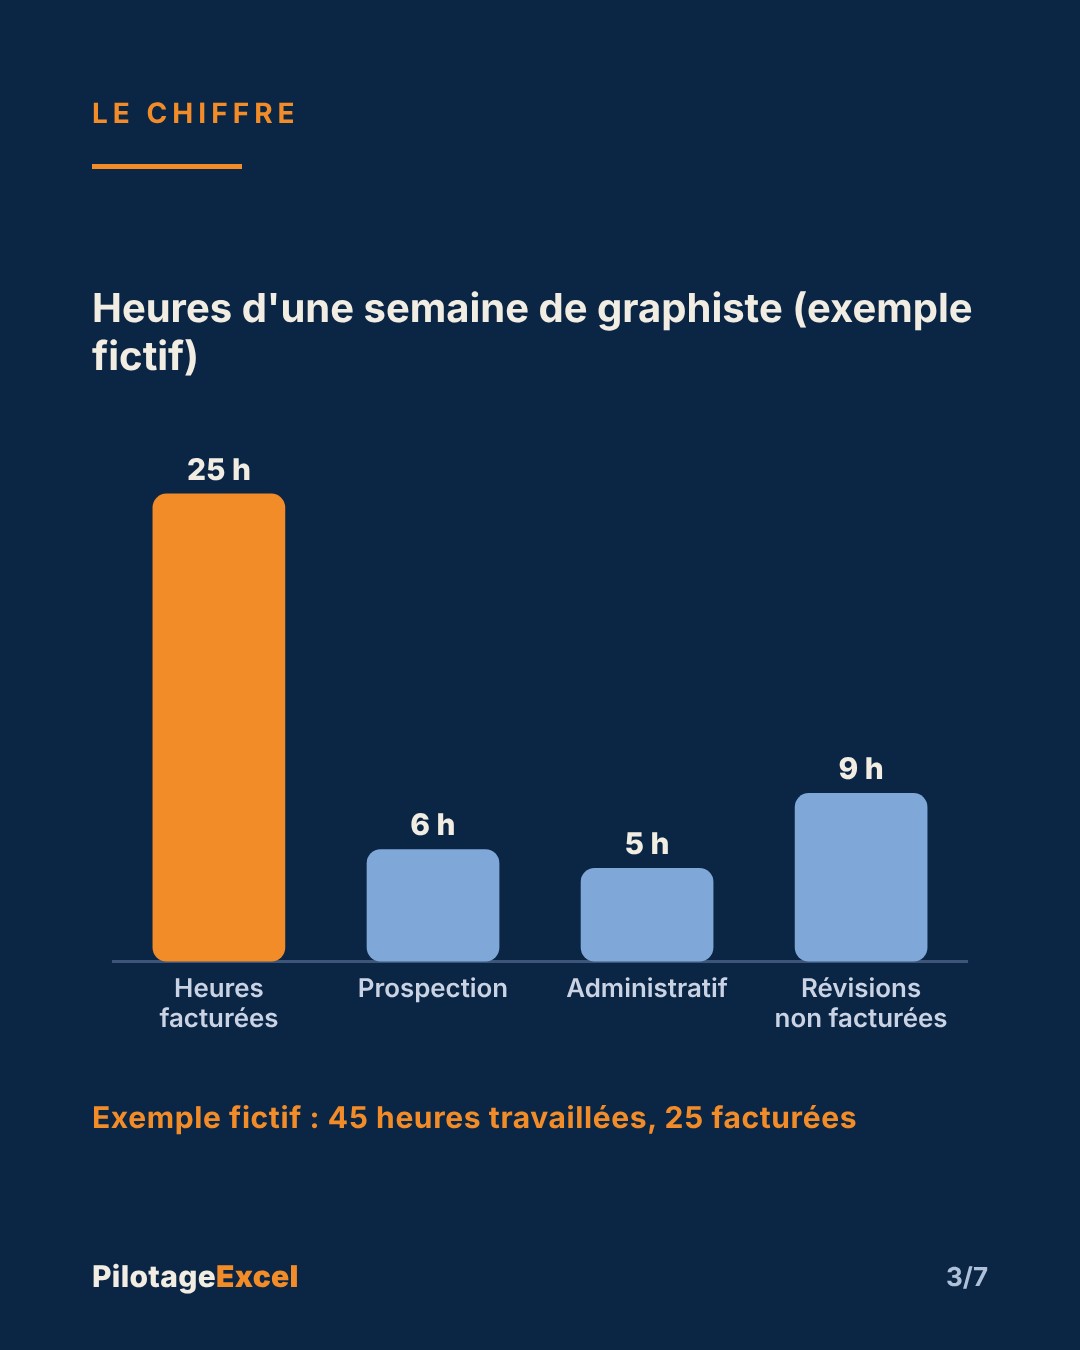 LE CHIFFRE
Heures d'une semaine de graphiste (exemple
fictif)
25 h
6 h
5 h
9 h
Heures
facturées
Prospection
Administratif
Révisions
non facturées
Exemple fictif : 45 heures travaillées, 25 facturées
PilotageExcel
3/7